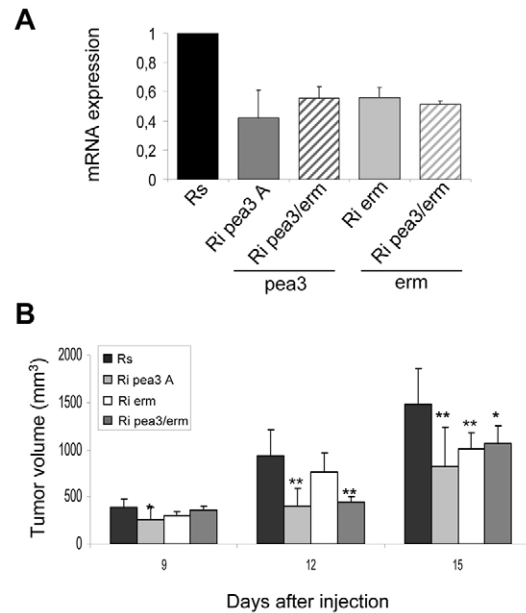 A
mRNA expression
1
0,8
0,6
0,4
0,2
0
Rs
Ri pea3 A
Ri pea3/erm
Ri erm
Ri pea3/erm
pea3
erm
B
Tumor volume (mm³)
2000
1500
1000
500
0
Rs
Ri pea3 A
Ri erm
Ri pea3/erm
*
**
**
**
**
*
9
12
15
Days after injection